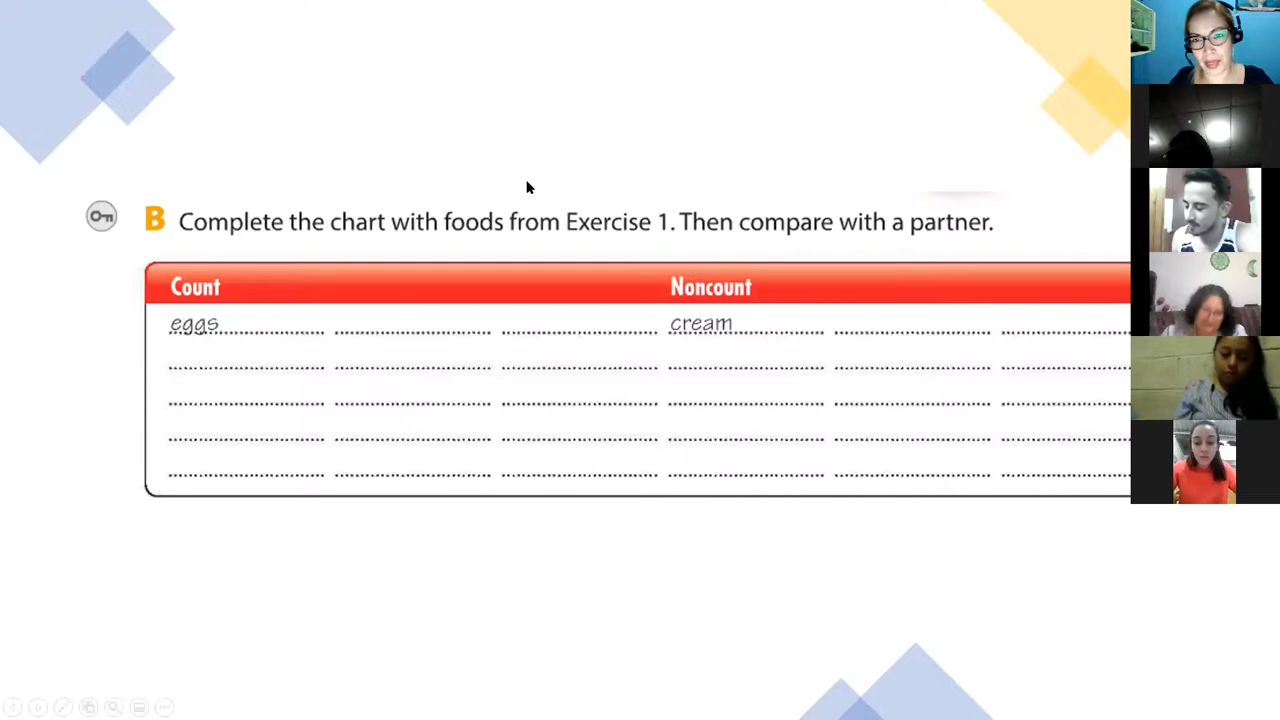 B Complete the chart with foods from Exercise 1. Then compare with a partner.
Count Noncount
eggs cream